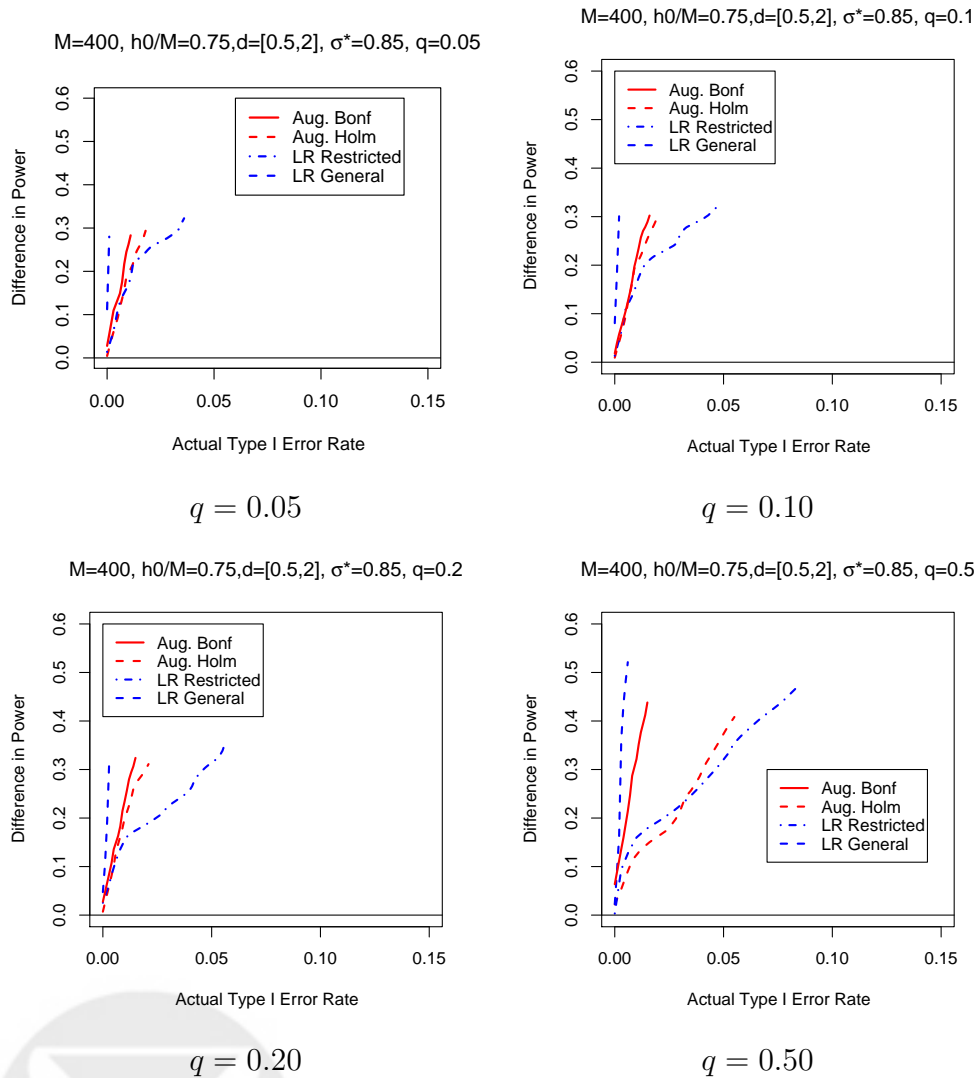 M=400, h0/M=0.75,d=[0.5,2], σ*=0.85, q=0.05
Difference in Power
0.6
0.5
0.4
0.3
0.2
0.1
0.0
Aug. Bonf
Aug. Holm
LR Restricted
LR General
0.00 0.05 0.10 0.15
Actual Type I Error Rate
q = 0.05
M=400, h0/M=0.75,d=[0.5,2], σ*=0.85, q=0.1
Difference in Power
0.6
0.5
0.4
0.3
0.2
0.1
0.0
Aug. Bonf
Aug. Holm
LR Restricted
LR General
0.00 0.05 0.10 0.15
Actual Type I Error Rate
q = 0.10
M=400, h0/M=0.75,d=[0.5,2], σ*=0.85, q=0.2
Difference in Power
0.6
0.5
0.4
0.3
0.2
0.1
0.0
Aug. Bonf
Aug. Holm
LR Restricted
LR General
0.00 0.05 0.10 0.15
Actual Type I Error Rate
q = 0.20
M=400, h0/M=0.75,d=[0.5,2], σ*=0.85, q=0.5
Difference in Power
0.6
0.5
0.4
0.3
0.2
0.1
0.0
Aug. Bonf
Aug. Holm
LR Restricted
LR General
0.00 0.05 0.10 0.15
Actual Type I Error Rate
q = 0.50